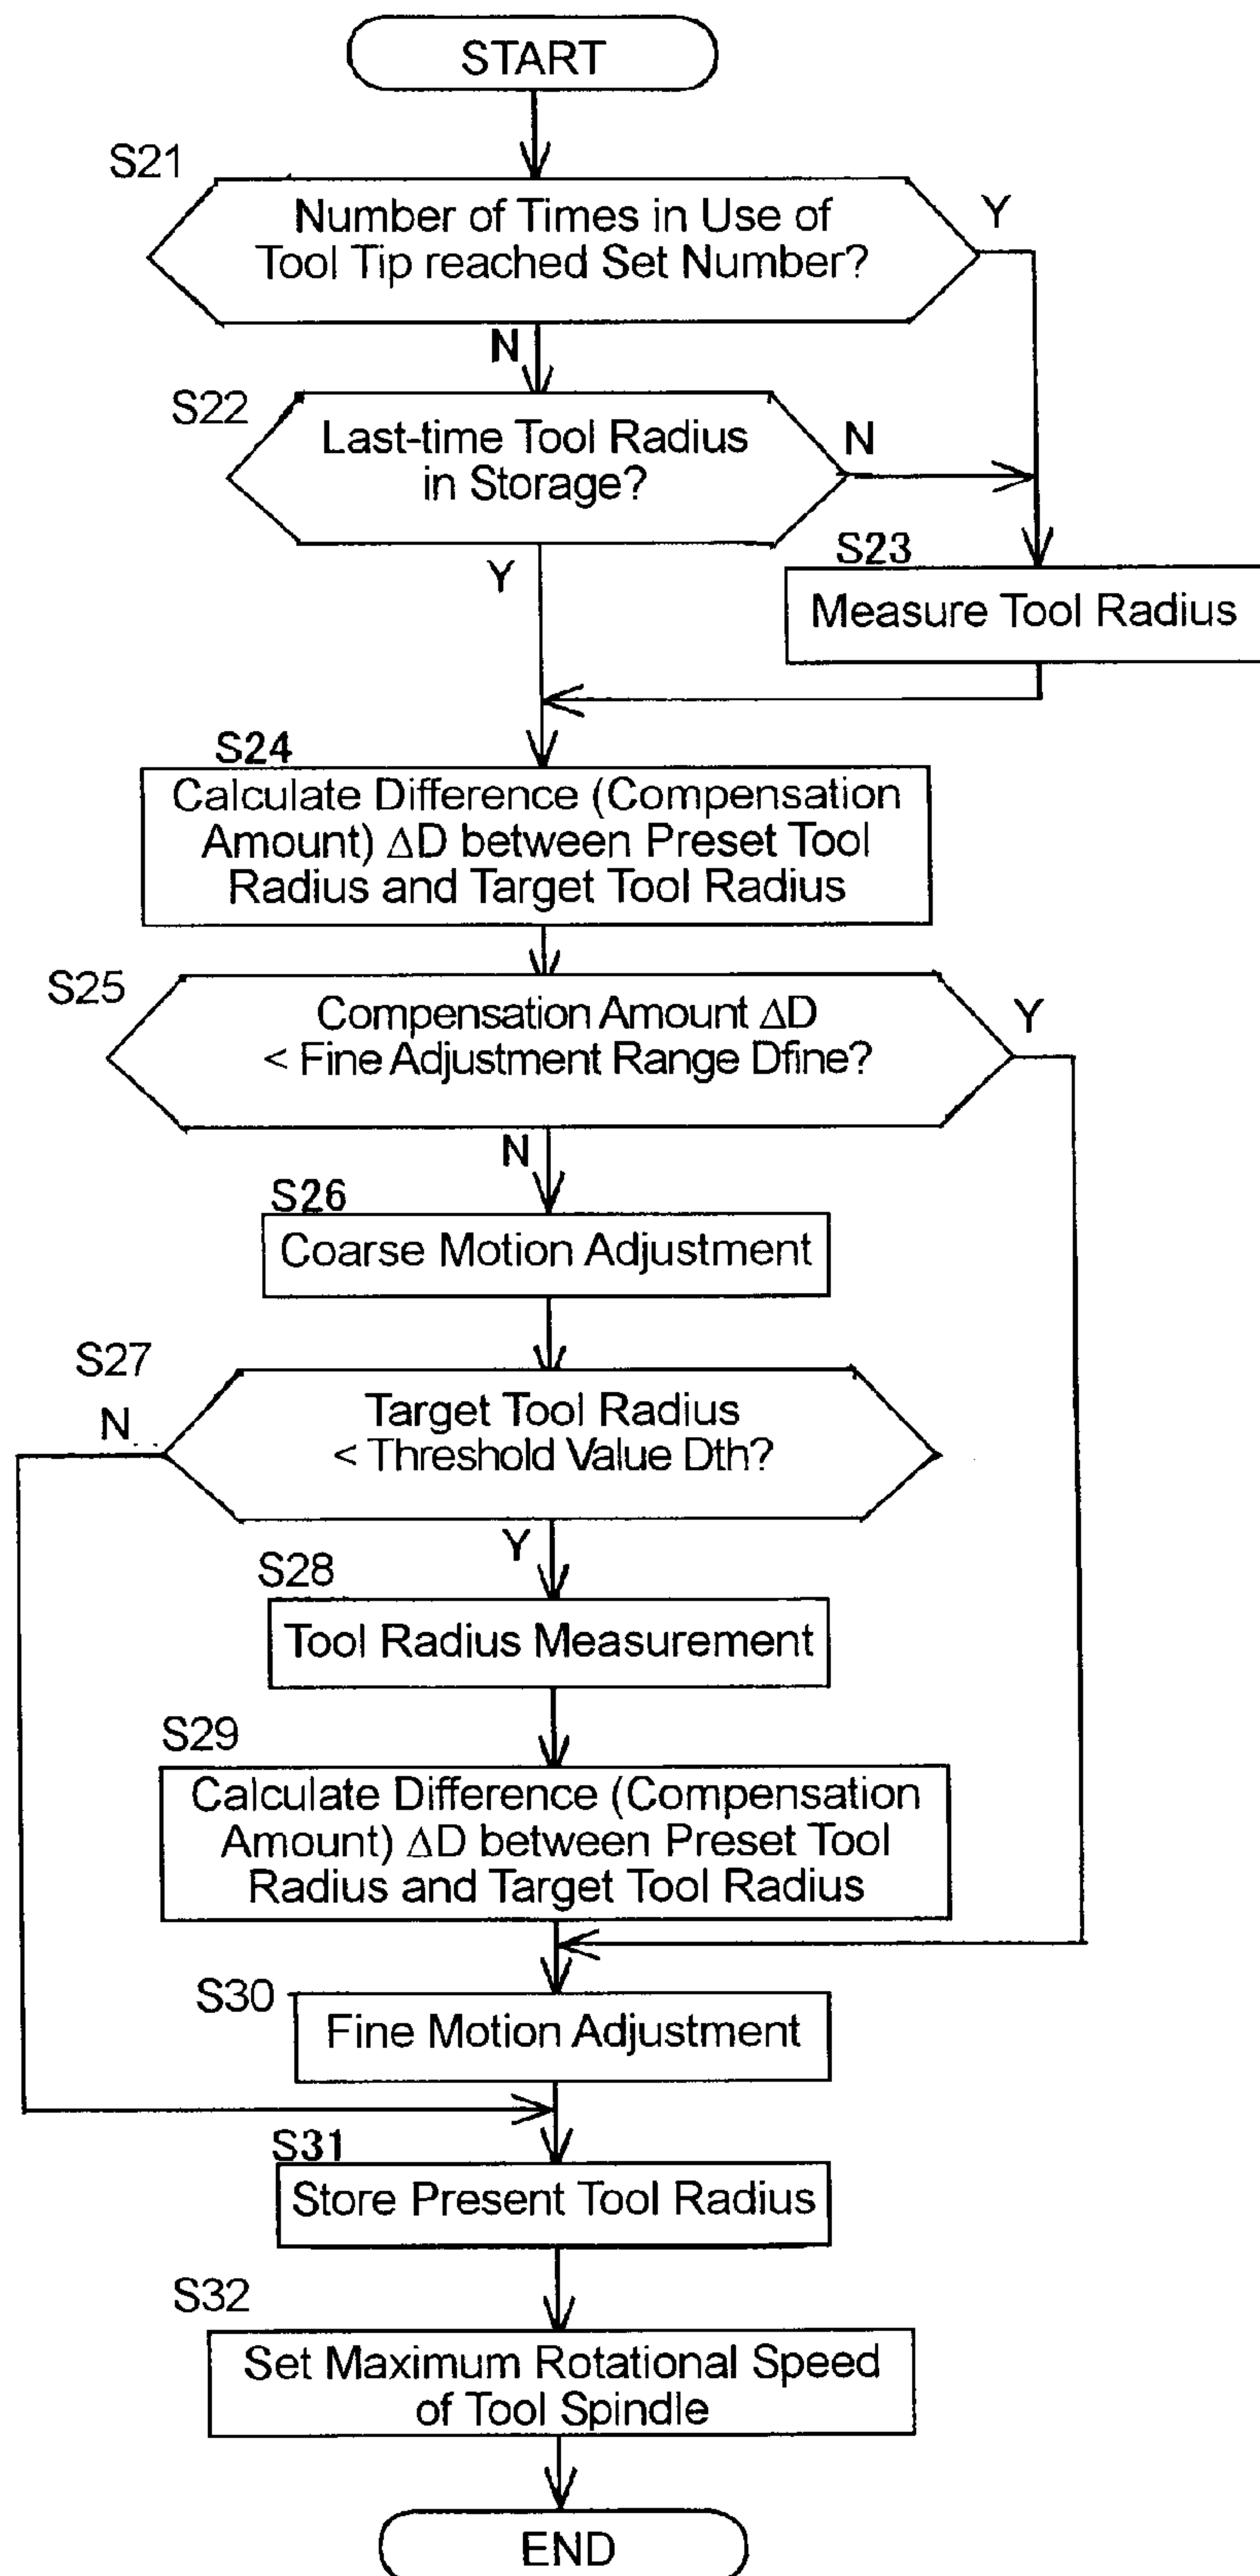 START
S21
Number of Times in Use of
Tool Tip reached Set Number?
Y
N
S22
Last-time Tool Radius
in Storage?
N
Y
S23
Measure Tool Radius
S24
Calculate Difference (Compensation
Amount) ΔD between Preset Tool
Radius and Target Tool Radius
S25
Compensation Amount ΔD
< Fine Adjustment Range Dfine?
Y
N
S26
Coarse Motion Adjustment
S27
N
Target Tool Radius
< Threshold Value Dth?
Y
S28
Tool Radius Measurement
S29
Calculate Difference (Compensation
Amount) ΔD between Preset Tool
Radius and Target Tool Radius
S30
Fine Motion Adjustment
S31
Store Present Tool Radius
S32
Set Maximum Rotational Speed
of Tool Spindle
END